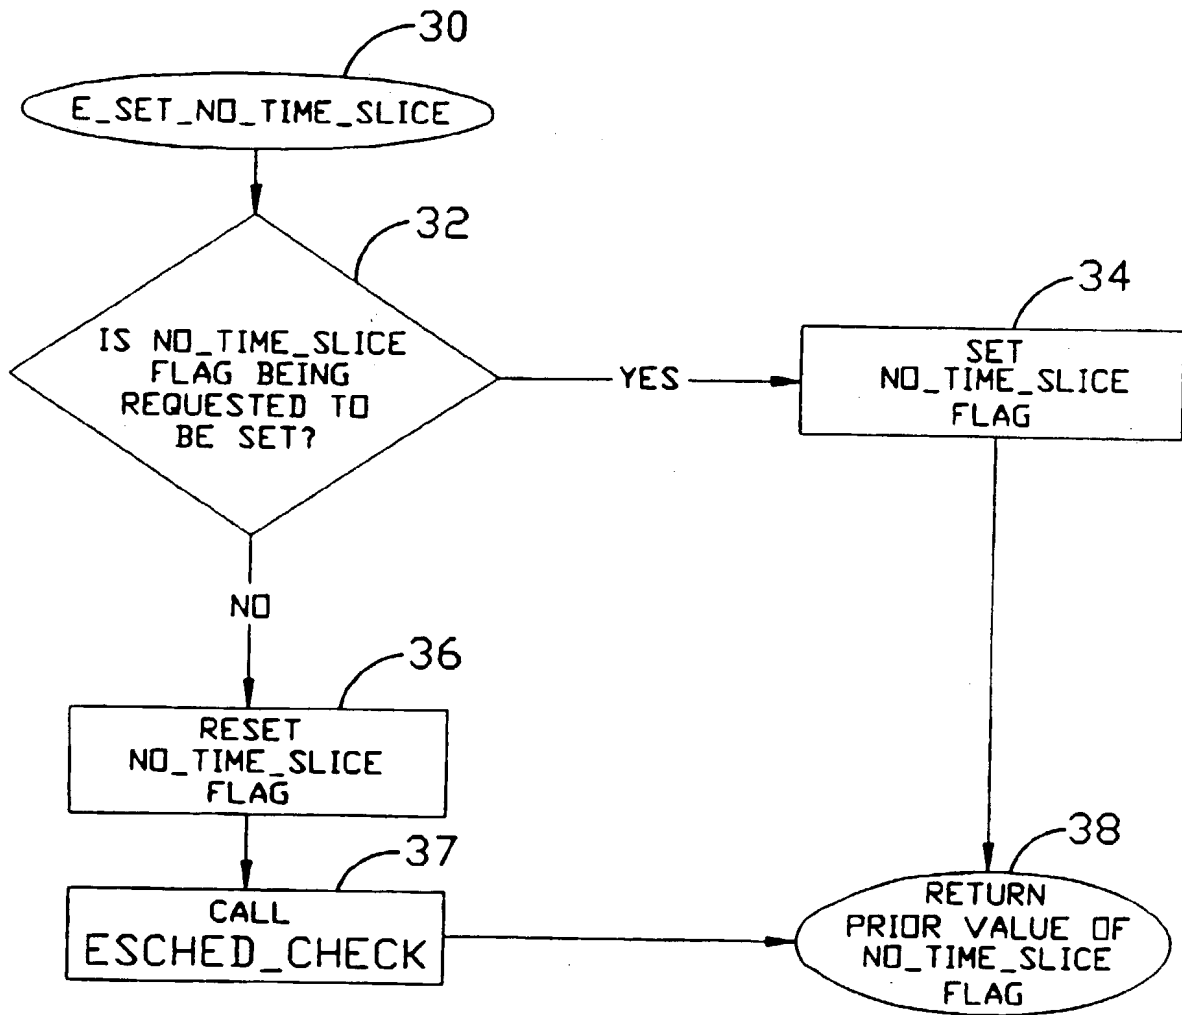 30
E_SET_NO_TIME_SLICE
32
IS NO_TIME_SLICE
FLAG BEING
REQUESTED TO
BE SET?
YES
34
SET
NO_TIME_SLICE
FLAG
NO
36
RESET
NO_TIME_SLICE
FLAG
37
CALL
ESCHED_CHECK
38
RETURN
PRIOR VALUE OF
NO_TIME_SLICE
FLAG